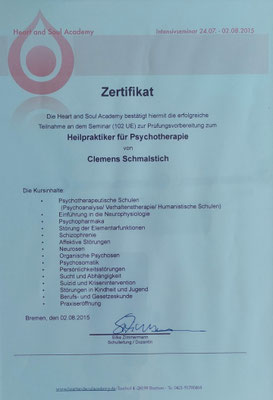 Heart and Soul Academy
Intensivseminar 24.07. - 02.08.2015
Zertifikat
Die Heart and Soul Academy bestätigt hiermit die erfolgreiche
Teilnahme an dem Seminar (102 UE) zur Prüfungsvorbereitung zum
Heilpraktiker für Psychotherapie
von
Clemens Schmalstich
Die Kursinhalte:
Psychotherapeutische Schulen
(Psychoanalyse/ Verhaltenstherapie/ Humanistische Schulen)
Einführung in die Neurophysiologie
Psychopharmaka
Störung der Elementarfunktionen
Schizophrenie
Affektive Störungen
Neurosen
Organische Psychosen
Psychosomatik
Persönlichkeitsstörungen
Sucht und Abhängigkeit
Suizid und Krisenintervention
Störungen in Kindheit und Jugend
Berufs- und Gesetzeskunde
Praxiseröffnung
Bremen, den 02.08.2015
Silke Zimmermann
Schulleitung / Dozentin